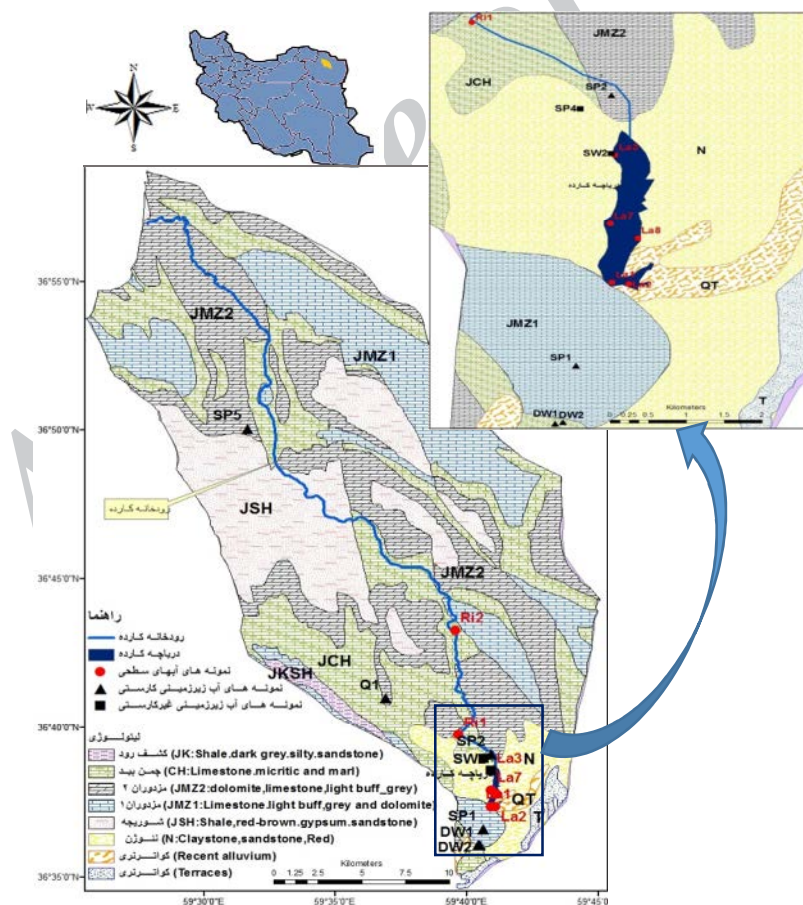 N
W
E
S
Ri1
JMZ2
JCH
SP2
SP4
N
SW2
La3
دریاچه کارده
La7
La8
QT
JMZ1
SP1
T
DW1 DW2
Kilometers
0 0.25 0.5 1 1.5 2
36°55'0"N
36°50'0"N
36°45'0"N
36°40'0"N
36°35'0"N
JMZ2
JMZ1
SP5
JSH
رودخانه کارده
JMZ2
Ri2
JCH
JKSH
Q1
Ri1
SP2
La3
N
SW
دریاچه کارده
La7
QT
SP1
La2
T
DW1
DW2
راهنما
رودخانه کارده
دریاچه کارده
نمونه های آبهای سطحی
نمونه های آب زیرزمینی کارستی
نمونه های آب زیرزمینی غیرکارستی
لیتولوژی
کشف رود (JK:Shale.dark grey.silty.sandstone)
چمن بید (CH:Limestone.micritic and marl)
مزدوران ۲ (JMZ2:dolomite,limestone,light buff_grey)
مزدوران ۱ (JMZ1:Limestone.light buff,grey and dolomite)
شوریجه (JSH:Shale,red-brown.gypsum.sandstone)
نئوژن (N:Claystone,sandstone,Red)
کواترنری (Recent alluvium)
کواترنری (Terraces)
Kilometers
0 1.25 2.5 5 7.5 10
59°30'0"E
59°35'0"E
59°40'0"E
59°45'0"E